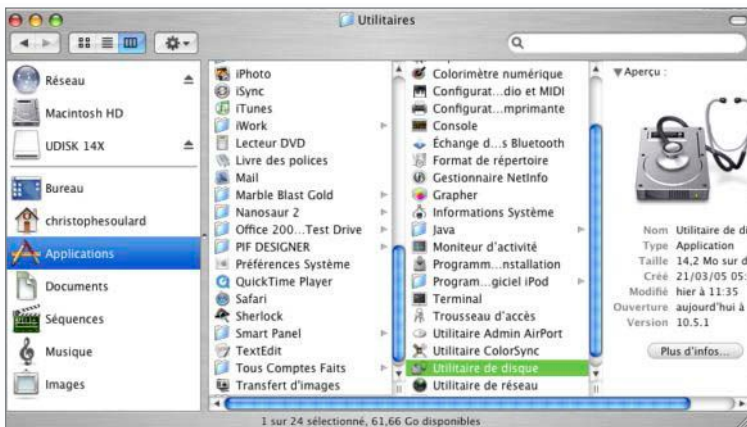 Utilitaires
Réseau
Macintosh HD
UDISK 14X
Bureau
christophesoulard
Applications
Documents
Séquences
Musique
Images
iPhoto
iSync
iTunes
iWork
Lecteur DVD
Livre des polices
Mail
Marble Blast Gold
Nanosaur 2
Office 200...Test Drive
PIF DESIGNER
Préférences Système
QuickTime Player
Safari
Sherlock
Smart Panel
TextEdit
Tous Comptes Faits
Transfert d'images
Colorimètre numérique
Configurat...dio et MIDI
Configurat...mprimante
Console
Échange d...s Bluetooth
Format de répertoire
Gestionnaire NetInfo
Grapher
Informations Système
Java
Moniteur d'activité
Programm...nstallation
Program...giciel iPod
Terminal
Trousseau d'accès
Utilitaire Admin AirPort
Utilitaire ColorSync
Utilitaire de disque
Utilitaire de réseau
Aperçu :
Nom Utilitaire de di
Type Application
Taille 14,2 Mo sur d
Créé 21/03/05 05:
Modifié hier à 11:35
Ouverture aujourd'hui à
Version 10.5.1
Plus d'infos...
1 sur 24 sélectionné, 61,66 Go disponibles